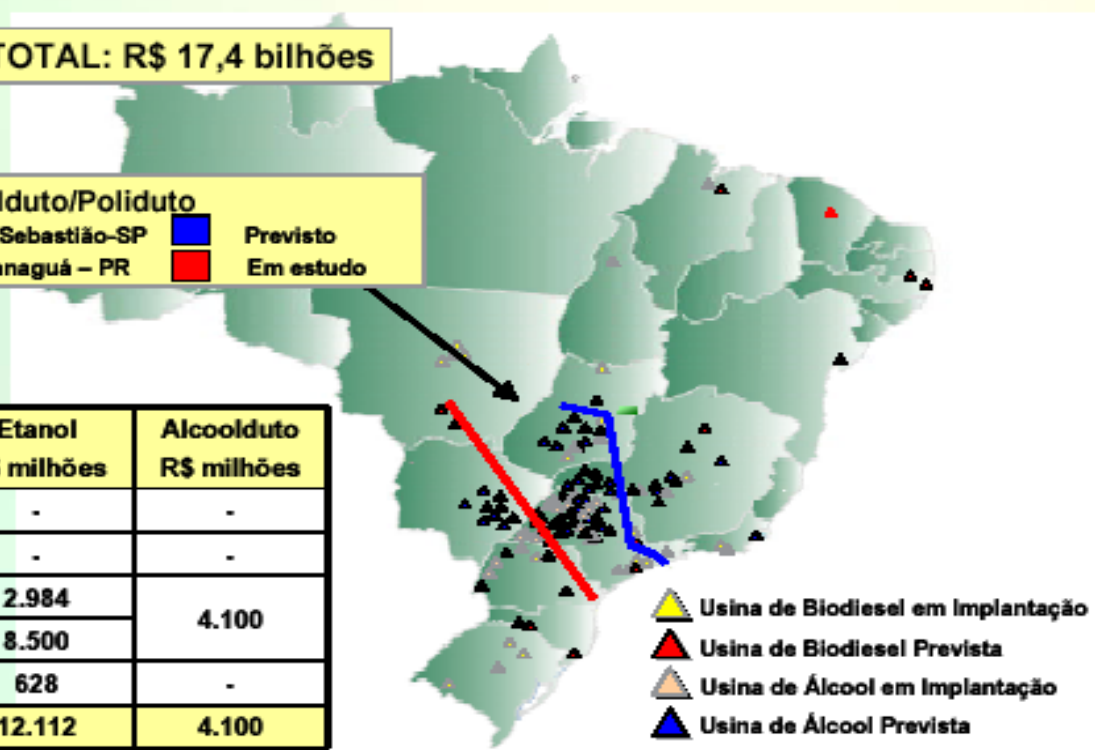 TOTAL: R$ 17,4 bilhões
lduto/Poliduto
Sebastião-SP Previsto
anaguá – PR Em estudo
Etanol Alcoolduto
milhões R$ milhões
- -
- -
2.984 4.100
8.500
628 -
12.112 4.100
Usina de Biodiesel em Implantação
Usina de Biodiesel Prevista
Usina de Álcool em Implantação
Usina de Álcool Prevista